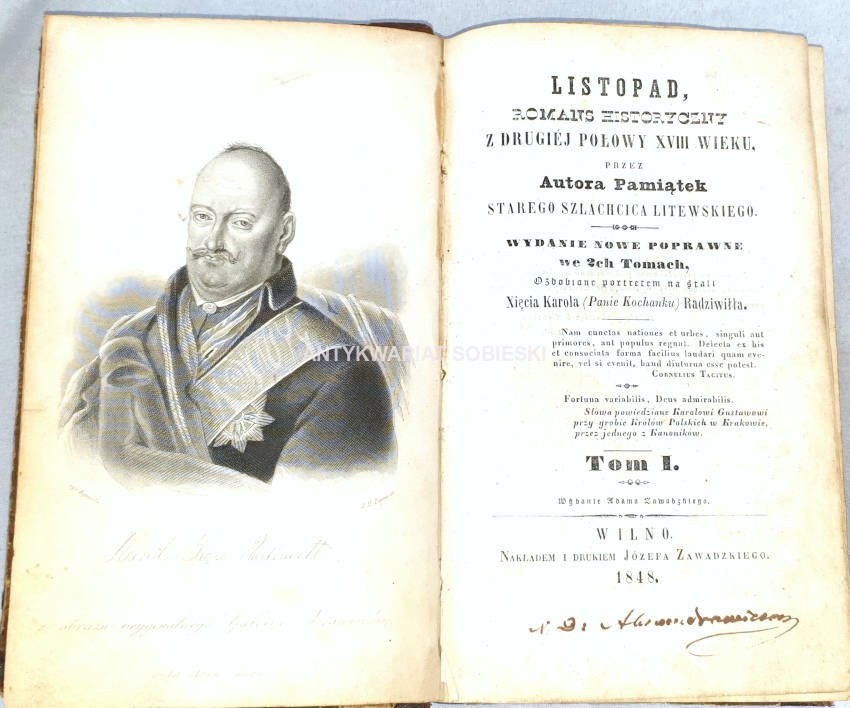 LISTOPAD,
ROMANS HISTORYCZNY
Z DRUGIÉJ POŁOWY XVIII WIEKU,
PRZEZ
Autora Pamiątek
STAREGO SZLACHCICA LITEWSKIEGO.
WYDANIE NOWE POPRAWNE
we 2ch Tomach,
Ozdobione portretem na stali
Xięcia Karola (Panie Kochanku) Radziwiłła.
Nam cunctas nationes et urbes, singuli aut
primores, aut populus regunt. Delecta ex his
et consociata forma facilius laudari quam eve-
nire, vel si evenit, haud diuturna esse potest.
CORNELIUS TACITUS.
Fortuna variabilis, Deus admirabilis.
Słowa powiedziane Karolowi Gustawowi
przy grobie Królów Polskich w Krakowie,
przez jednego z Kanoników.
Tom I.
Wydanie Adama Zawadzkiego.
WILNO.
NAKŁADEM I DRUKIEM JÓZEFA ZAWADZKIEGO.
1848.
ANTYKWARIAT SOBIESKI